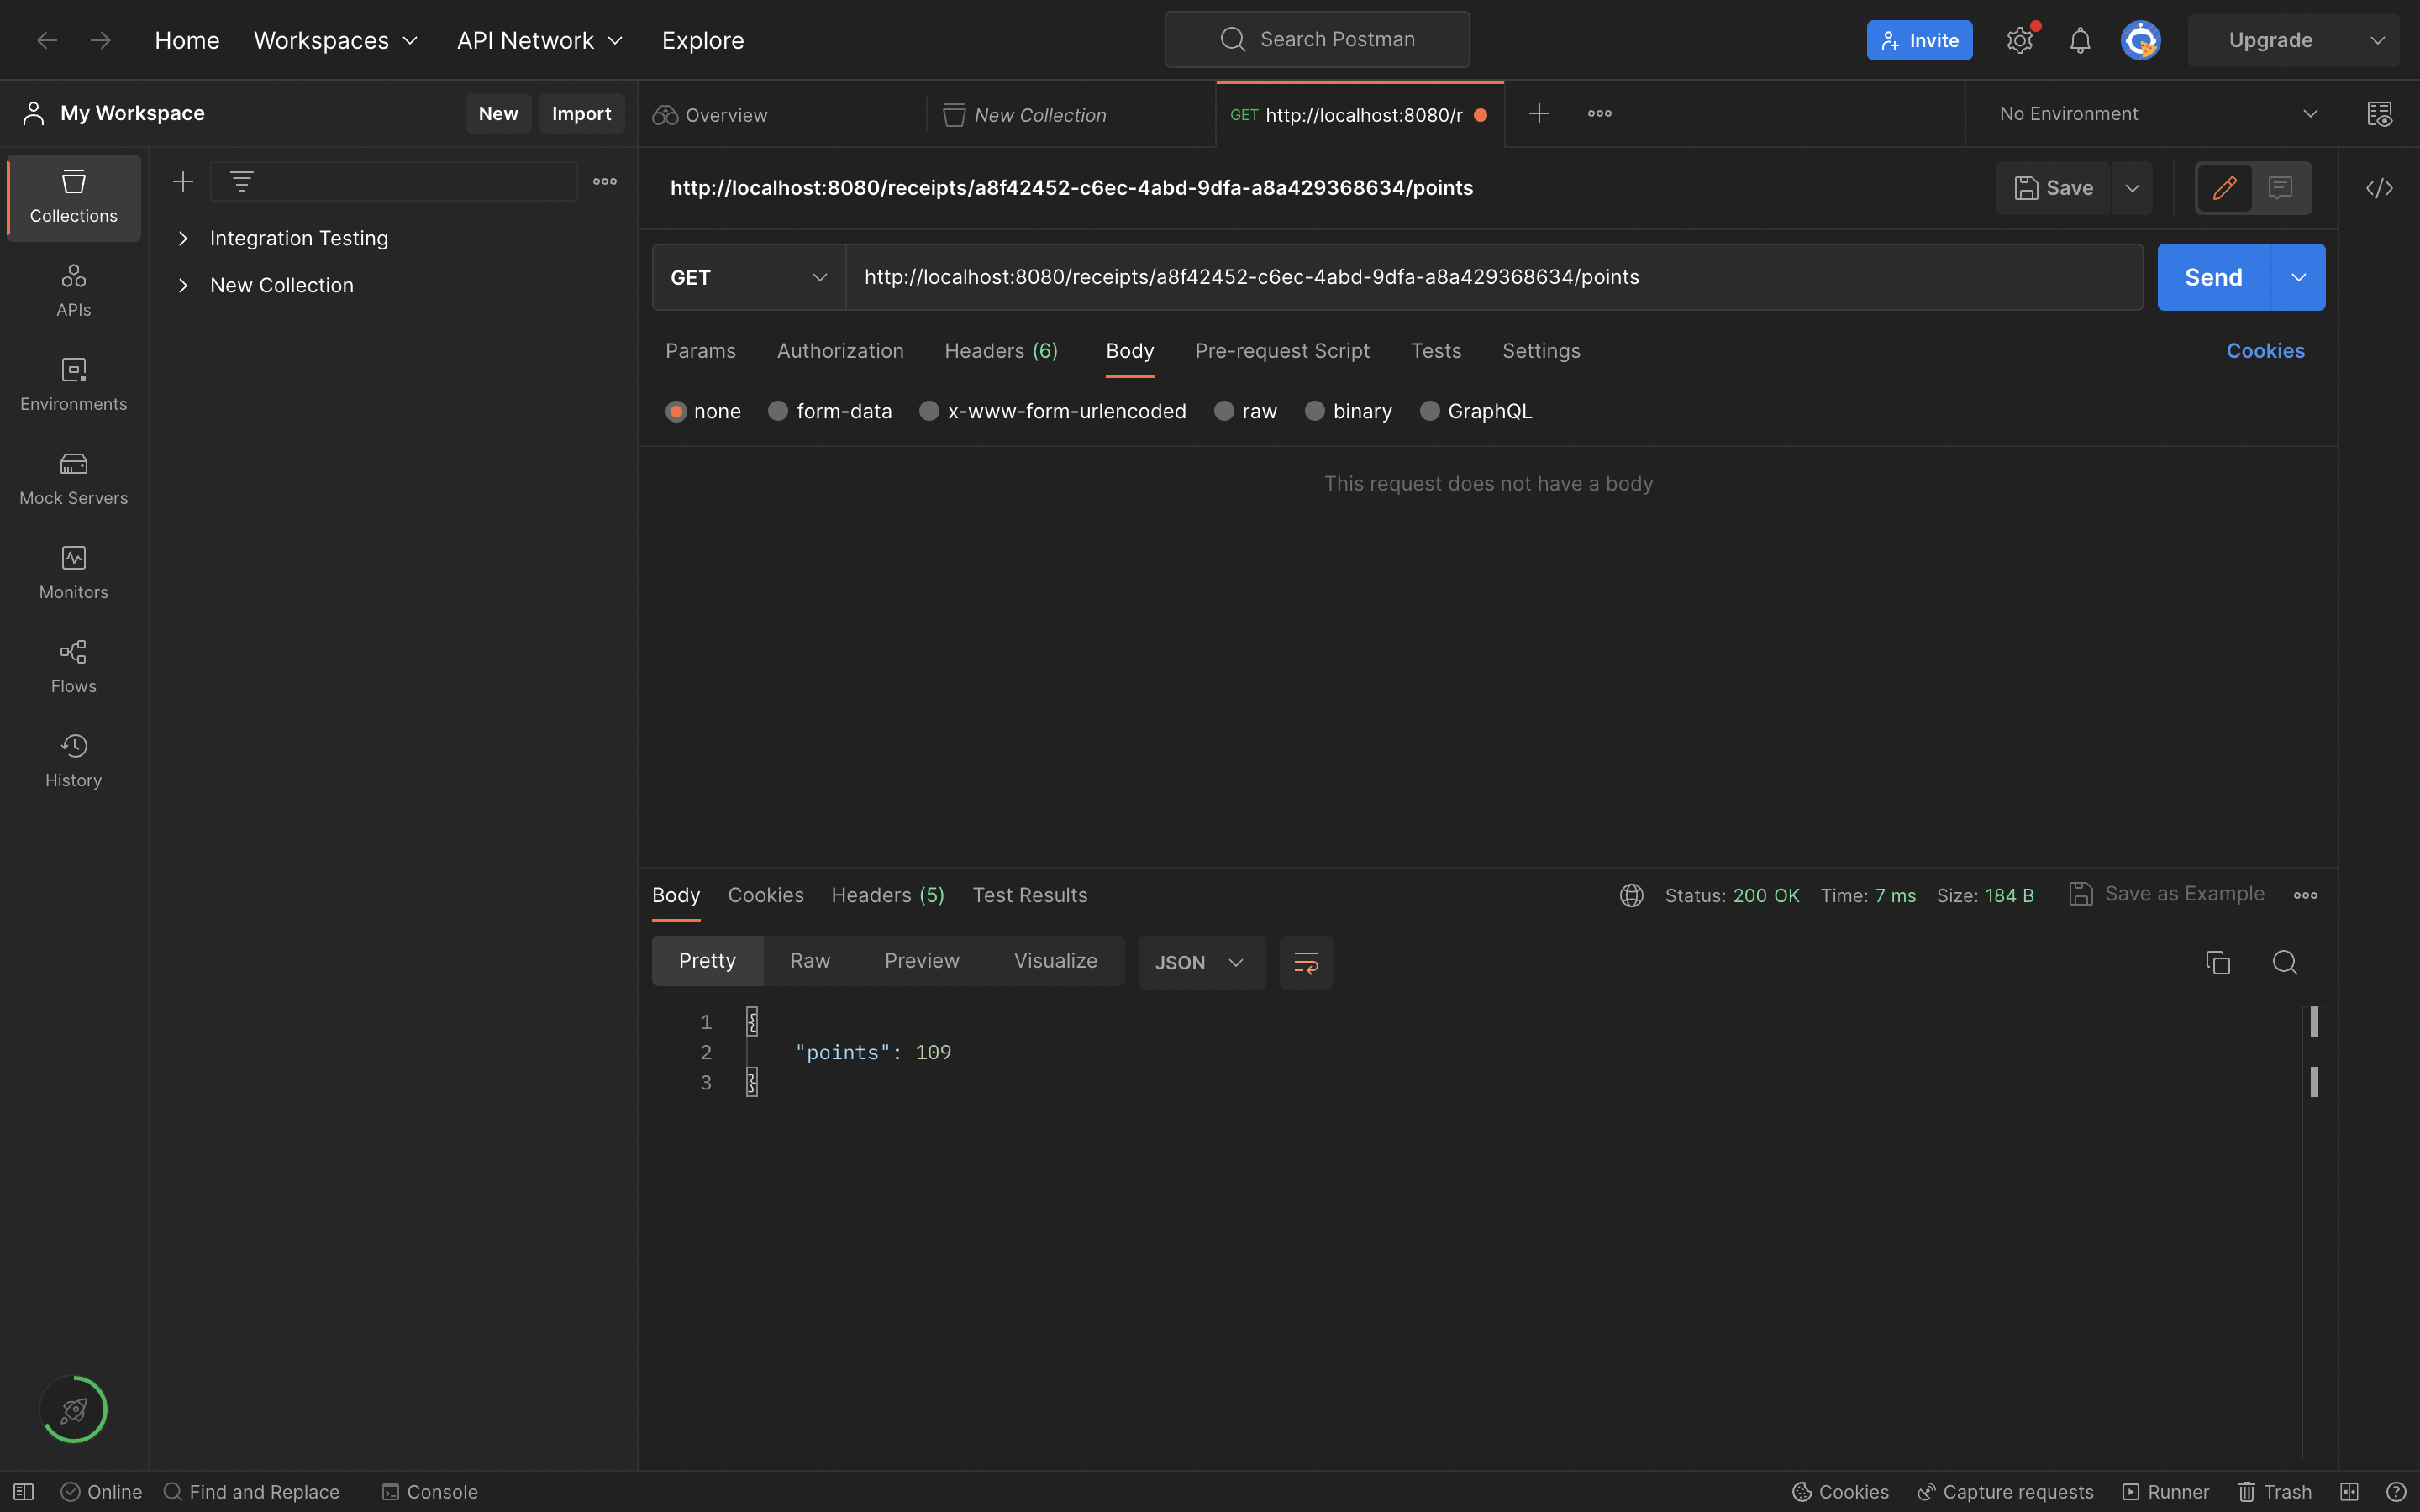 Home Workspaces API Network Explore Search Postman Invite Upgrade
My Workspace New Import Overview New Collection GET http://localhost:8080/r No Environment
Collections
APIs
Environments
Mock Servers
Monitors
Flows
History
Integration Testing
New Collection
http://localhost:8080/receipts/a8f42452-c6ec-4abd-9dfa-a8a429368634/points Save
GET http://localhost:8080/receipts/a8f42452-c6ec-4abd-9dfa-a8a429368634/points Send
Params Authorization Headers (6) Body Pre-request Script Tests Settings Cookies
none form-data x-www-form-urlencoded raw binary GraphQL
This request does not have a body
Body Cookies Headers (5) Test Results Status: 200 OK Time: 7 ms Size: 184 B Save as Example
Pretty Raw Preview Visualize JSON
1 {
2 "points": 109
3 }
Online Find and Replace Console Cookies Capture requests Runner Trash